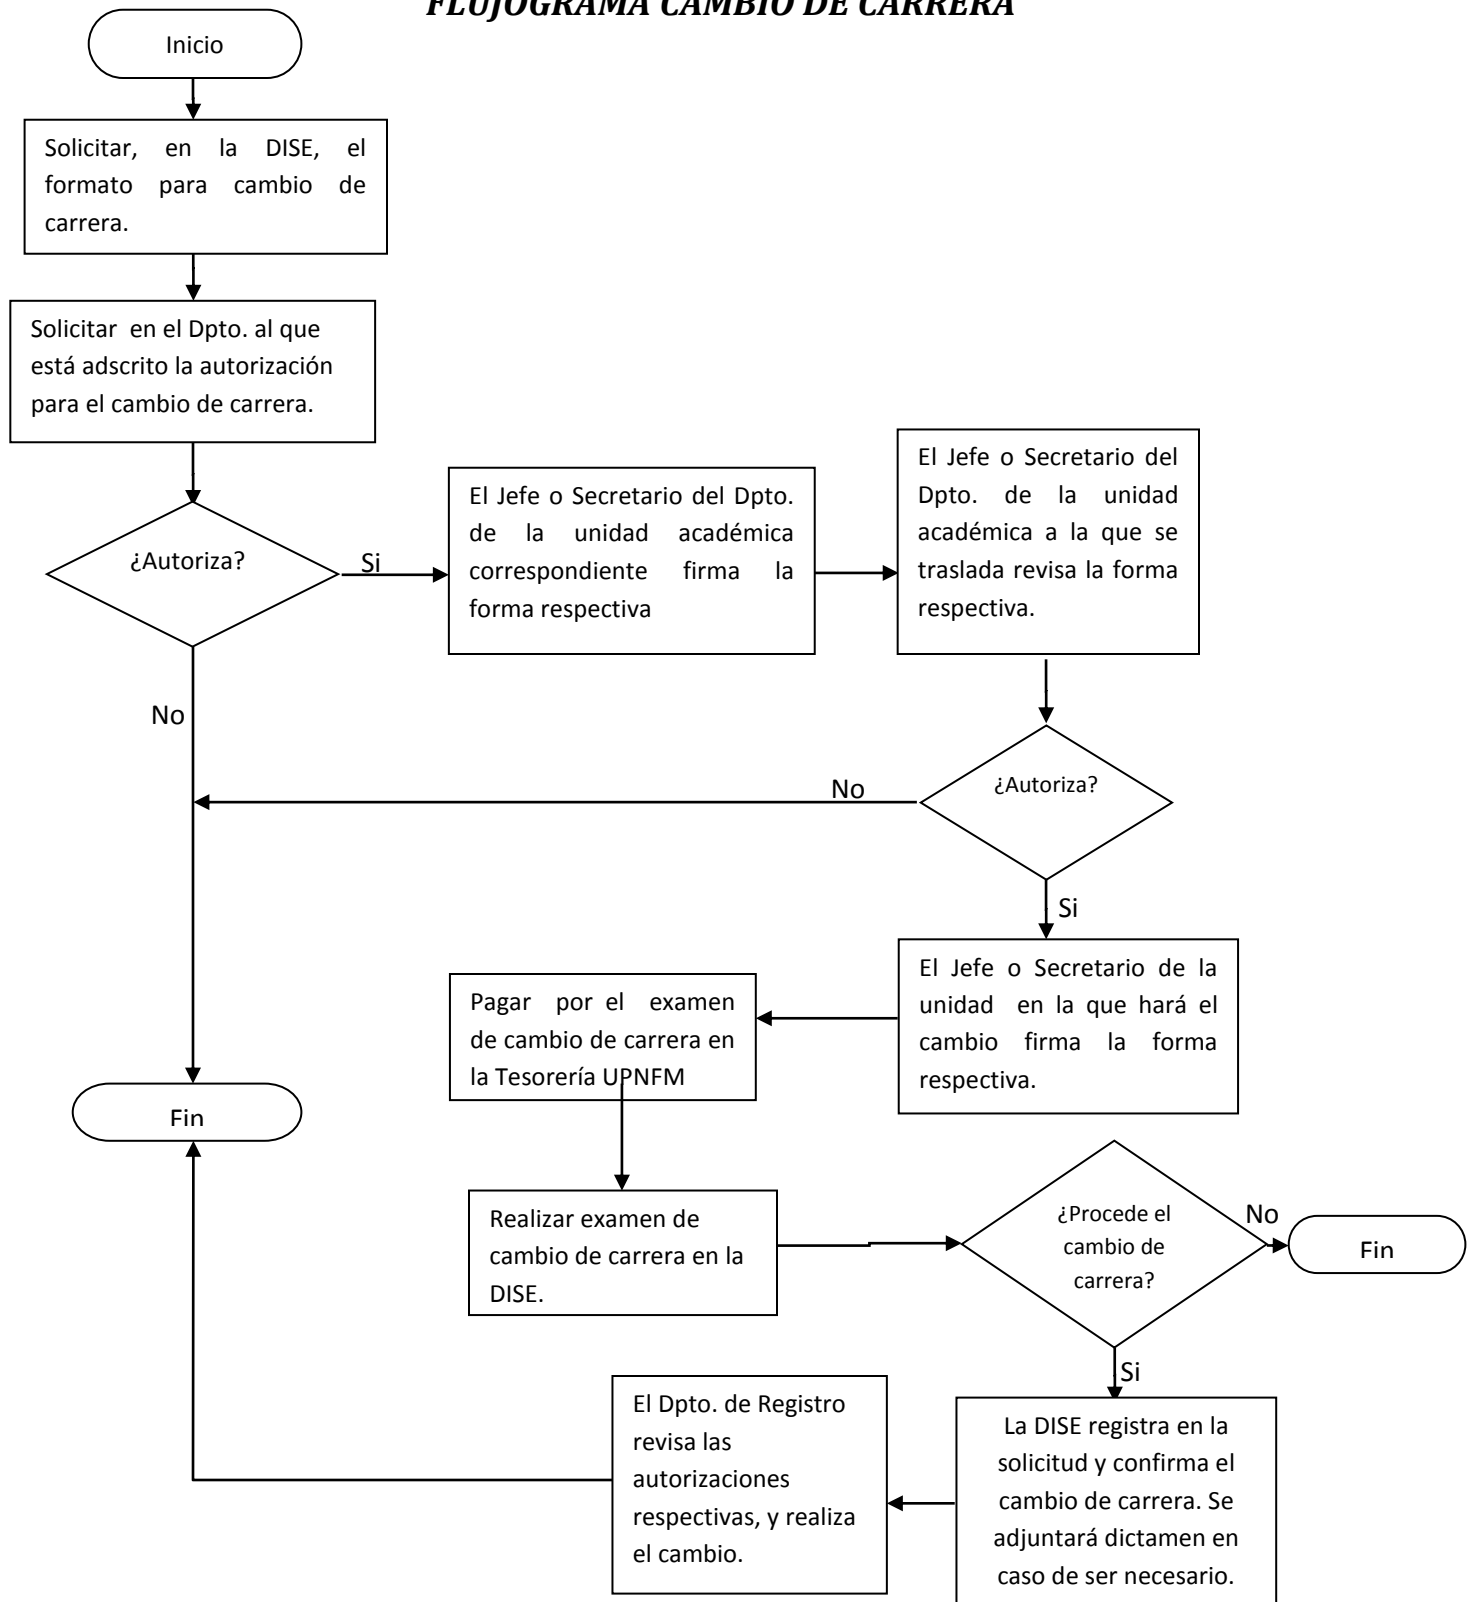 FLUJOGRAMA CAMBIO DE CARRERA
Inicio
Solicitar, en la DISE, el
formato para cambio de
carrera.
Solicitar en el Dpto. al que
está adscrito la autorización
para el cambio de carrera.
¿Autoriza?
Si
No
El Jefe o Secretario del Dpto.
de la unidad académica
correspondiente firma la
forma respectiva
El Jefe o Secretario del
Dpto. de la unidad
académica a la que se
traslada revisa la forma
respectiva.
¿Autoriza?
No
Si
El Jefe o Secretario de la
unidad en la que hará el
cambio firma la forma
respectiva.
Pagar por el examen
de cambio de carrera en
la Tesorería UPNFM
Fin
Realizar examen de
cambio de carrera en la
DISE.
¿Procede el
cambio de
carrera?
No
Fin
Si
La DISE registra en la
solicitud y confirma el
cambio de carrera. Se
adjuntará dictamen en
caso de ser necesario.
El Dpto. de Registro
revisa las
autorizaciones
respectivas, y realiza
el cambio.